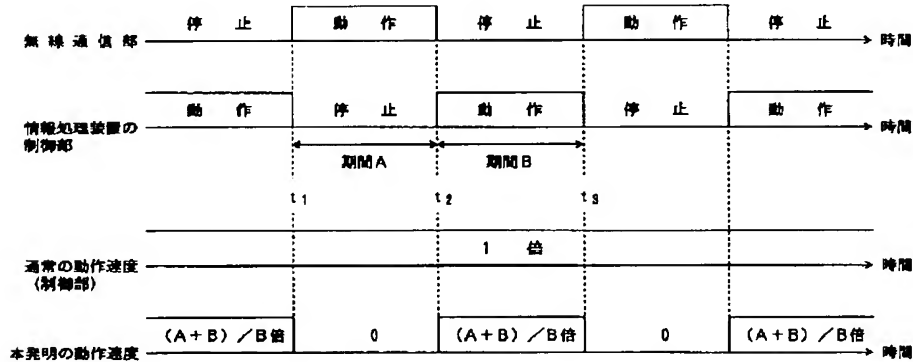 停 止 動 作 停 止 動 作 停 止
無 線 通 信 部 時間
動 作 停 止 動 作 停 止 動 作
情報処理装置の
制御部
時間
期間A 期間B
t1 t2 t3
1 倍
通常の動作速度
(制御部)
時間
(A+B)/B倍 0 (A+B)/B倍 0 (A+B)/B倍
本発明の動作速度 時間